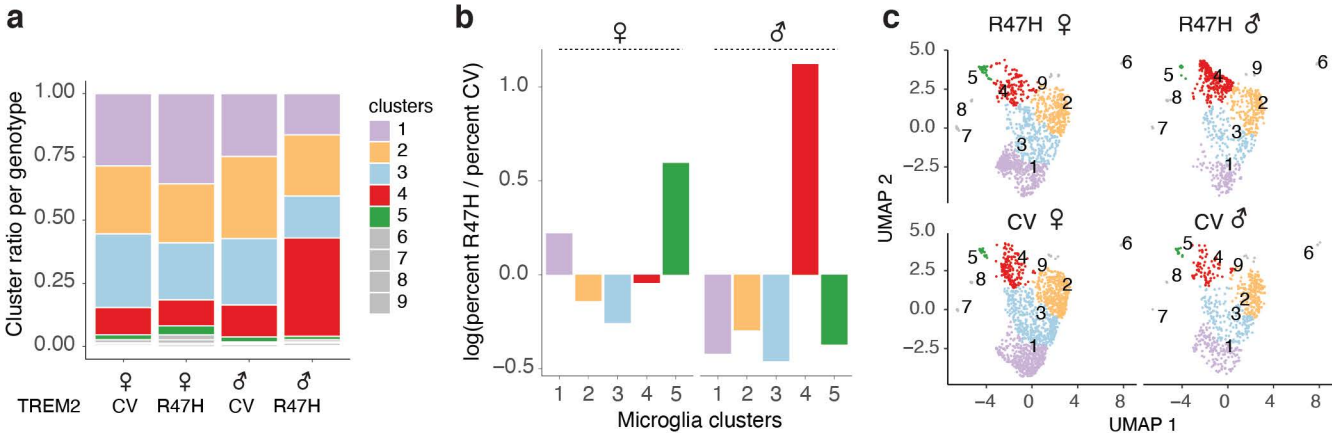 a
Cluster ratio per genotype
1.00
0.75
0.50
0.25
0.00
♀ ♀ ♂ ♂
TREM2 CV R47H CV R47H
clusters
1
2
3
4
5
6
7
8
9
b
♀ ♂
log(percent R47H / percent CV)
1.0
0.5
0.0
−0.5
1 2 3 4 5 1 2 3 4 5
Microglia clusters
c
R47H ♀ R47H ♂
UMAP 2
5.0
2.5
0.0
−2.5
5 4 9 2 8 7 3 1 6
5 4 9 6 8 2 7 3 1
CV ♀ CV ♂
5.0
2.5
0.0
−2.5
5 4 9 6 8 2 7 3 1
5 4 9 6 8 2 7 3 1
−4 0 4 8 −4 0 4 8
UMAP 1